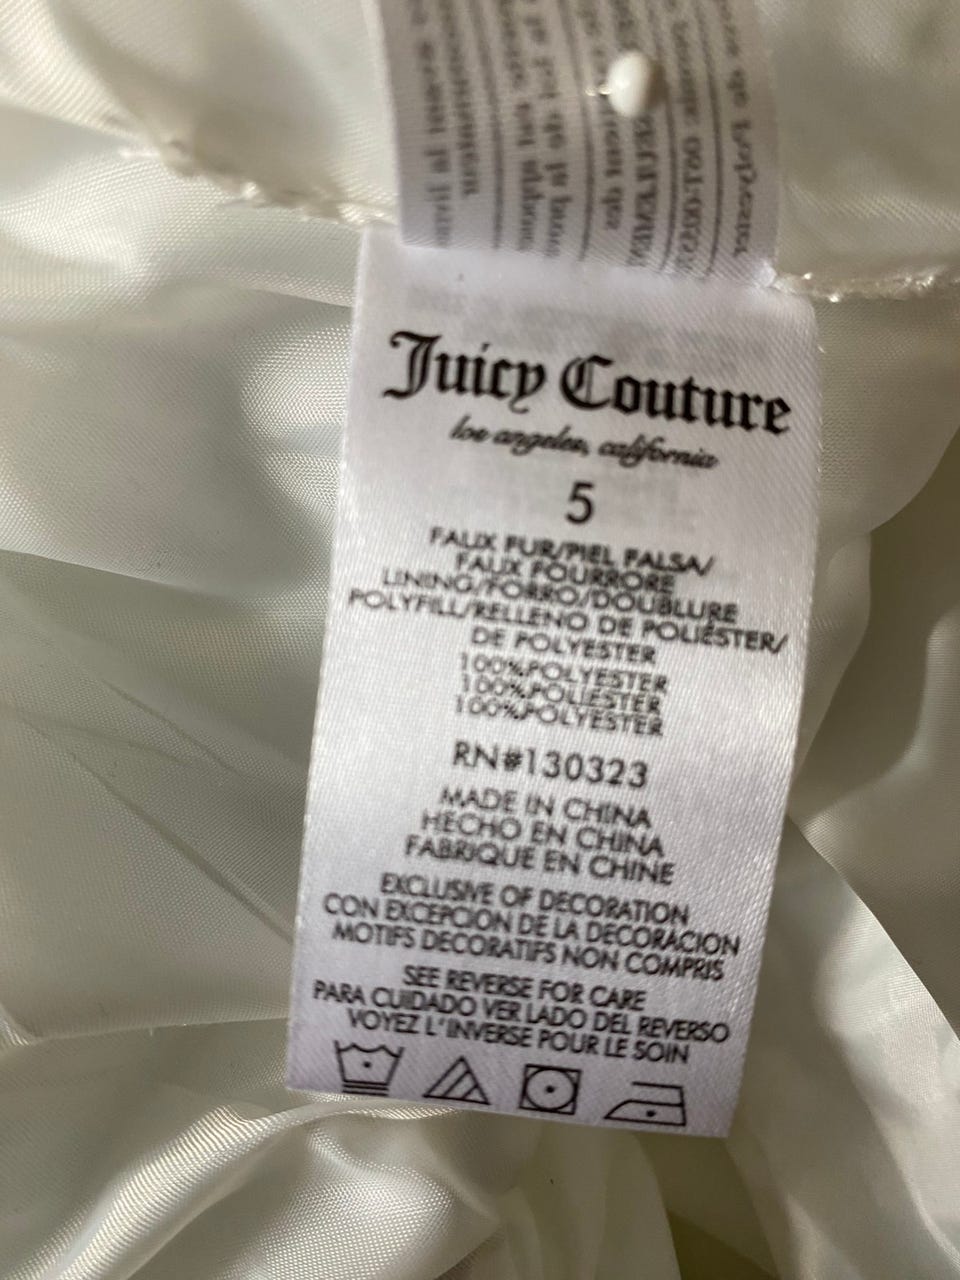 Juicy Couture
los angeles, california
5
FAUX FUR/PIEL FALSA/
FAUX FOURRORE
LINING/FORRO/DOUBLURE
POLYFILL/RELLENO DE POLIÉSTER/
DE POLYESTER
100%POLYESTER
100%POLIESTER
100%POLYESTER
RN#130323
MADE IN CHINA
HECHO EN CHINA
FABRIQUE EN CHINE
EXCLUSIVE OF DECORATION
CON EXCEPCION DE LA DECORACION
MOTIFS DECORATIFS NON COMPRIS
SEE REVERSE FOR CARE
PARA CUIDADO VER LADO DEL REVERSO
VOYEZ L'INVERSE POUR LE SOIN